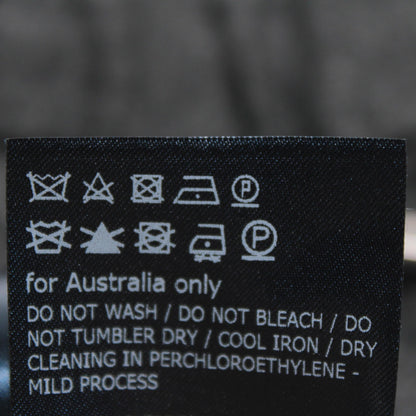 P
P
for Australia only
DO NOT WASH / DO NOT BLEACH / DO
NOT TUMBLER DRY / COOL IRON / DRY
CLEANING IN PERCHLOROETHYLENE -
MILD PROCESS